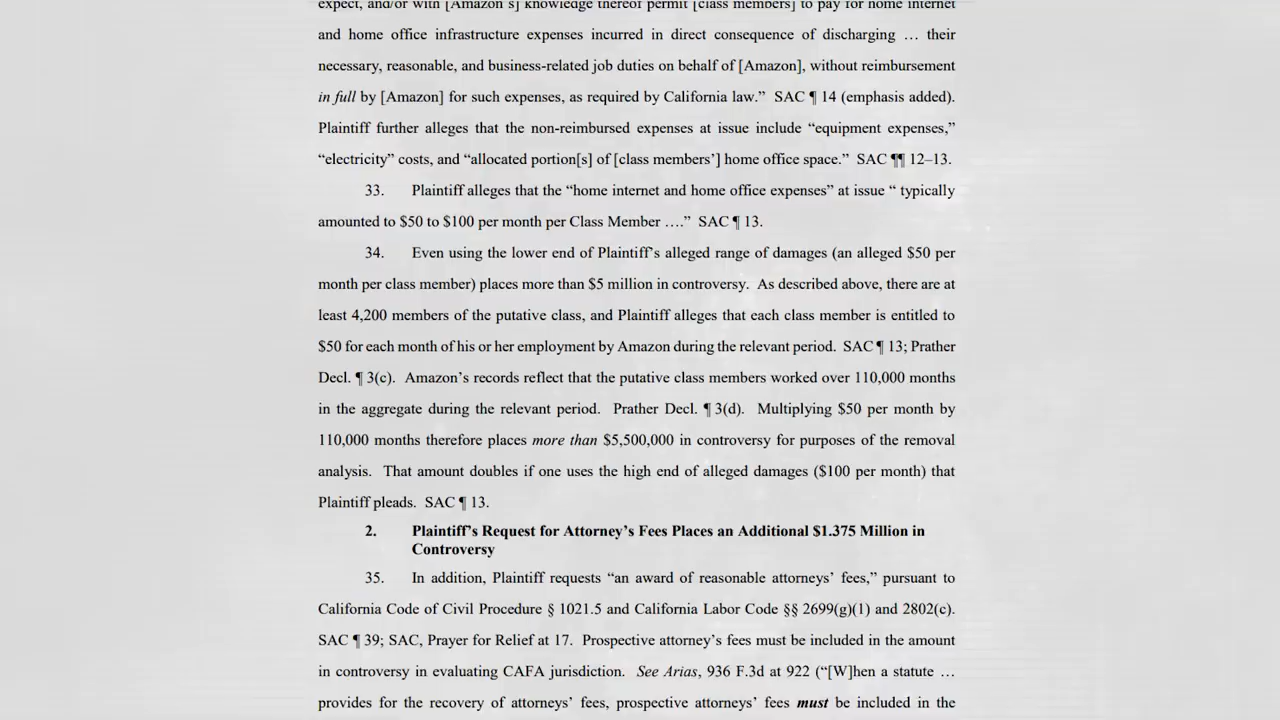 expect, and/or with [Amazon's] knowledge thereof permit [class members] to pay for home internet
and home office infrastructure expenses incurred in direct consequence of discharging … their
necessary, reasonable, and business-related job duties on behalf of [Amazon], without reimbursement
in full by [Amazon] for such expenses, as required by California law.” SAC ¶ 14 (emphasis added).
Plaintiff further alleges that the non-reimbursed expenses at issue include “equipment expenses,”
“electricity” costs, and “allocated portion[s] of [class members’] home office space.” SAC ¶¶ 12–13.
33. Plaintiff alleges that the “home internet and home office expenses” at issue “ typically
amounted to $50 to $100 per month per Class Member ….” SAC ¶ 13.
34. Even using the lower end of Plaintiff’s alleged range of damages (an alleged $50 per
month per class member) places more than $5 million in controversy. As described above, there are at
least 4,200 members of the putative class, and Plaintiff alleges that each class member is entitled to
$50 for each month of his or her employment by Amazon during the relevant period. SAC ¶ 13; Prather
Decl. ¶ 3(c). Amazon’s records reflect that the putative class members worked over 110,000 months
in the aggregate during the relevant period. Prather Decl. ¶ 3(d). Multiplying $50 per month by
110,000 months therefore places more than $5,500,000 in controversy for purposes of the removal
analysis. That amount doubles if one uses the high end of alleged damages ($100 per month) that
Plaintiff pleads. SAC ¶ 13.
2. Plaintiff’s Request for Attorney’s Fees Places an Additional $1.375 Million in
Controversy
35. In addition, Plaintiff requests “an award of reasonable attorneys’ fees,” pursuant to
California Code of Civil Procedure § 1021.5 and California Labor Code §§ 2699(g)(1) and 2802(c).
SAC ¶ 39; SAC, Prayer for Relief at 17. Prospective attorney’s fees must be included in the amount
in controversy in evaluating CAFA jurisdiction. See Arias, 936 F.3d at 922 (“[W]hen a statute …
provides for the recovery of attorneys’ fees, prospective attorneys’ fees must be included in the